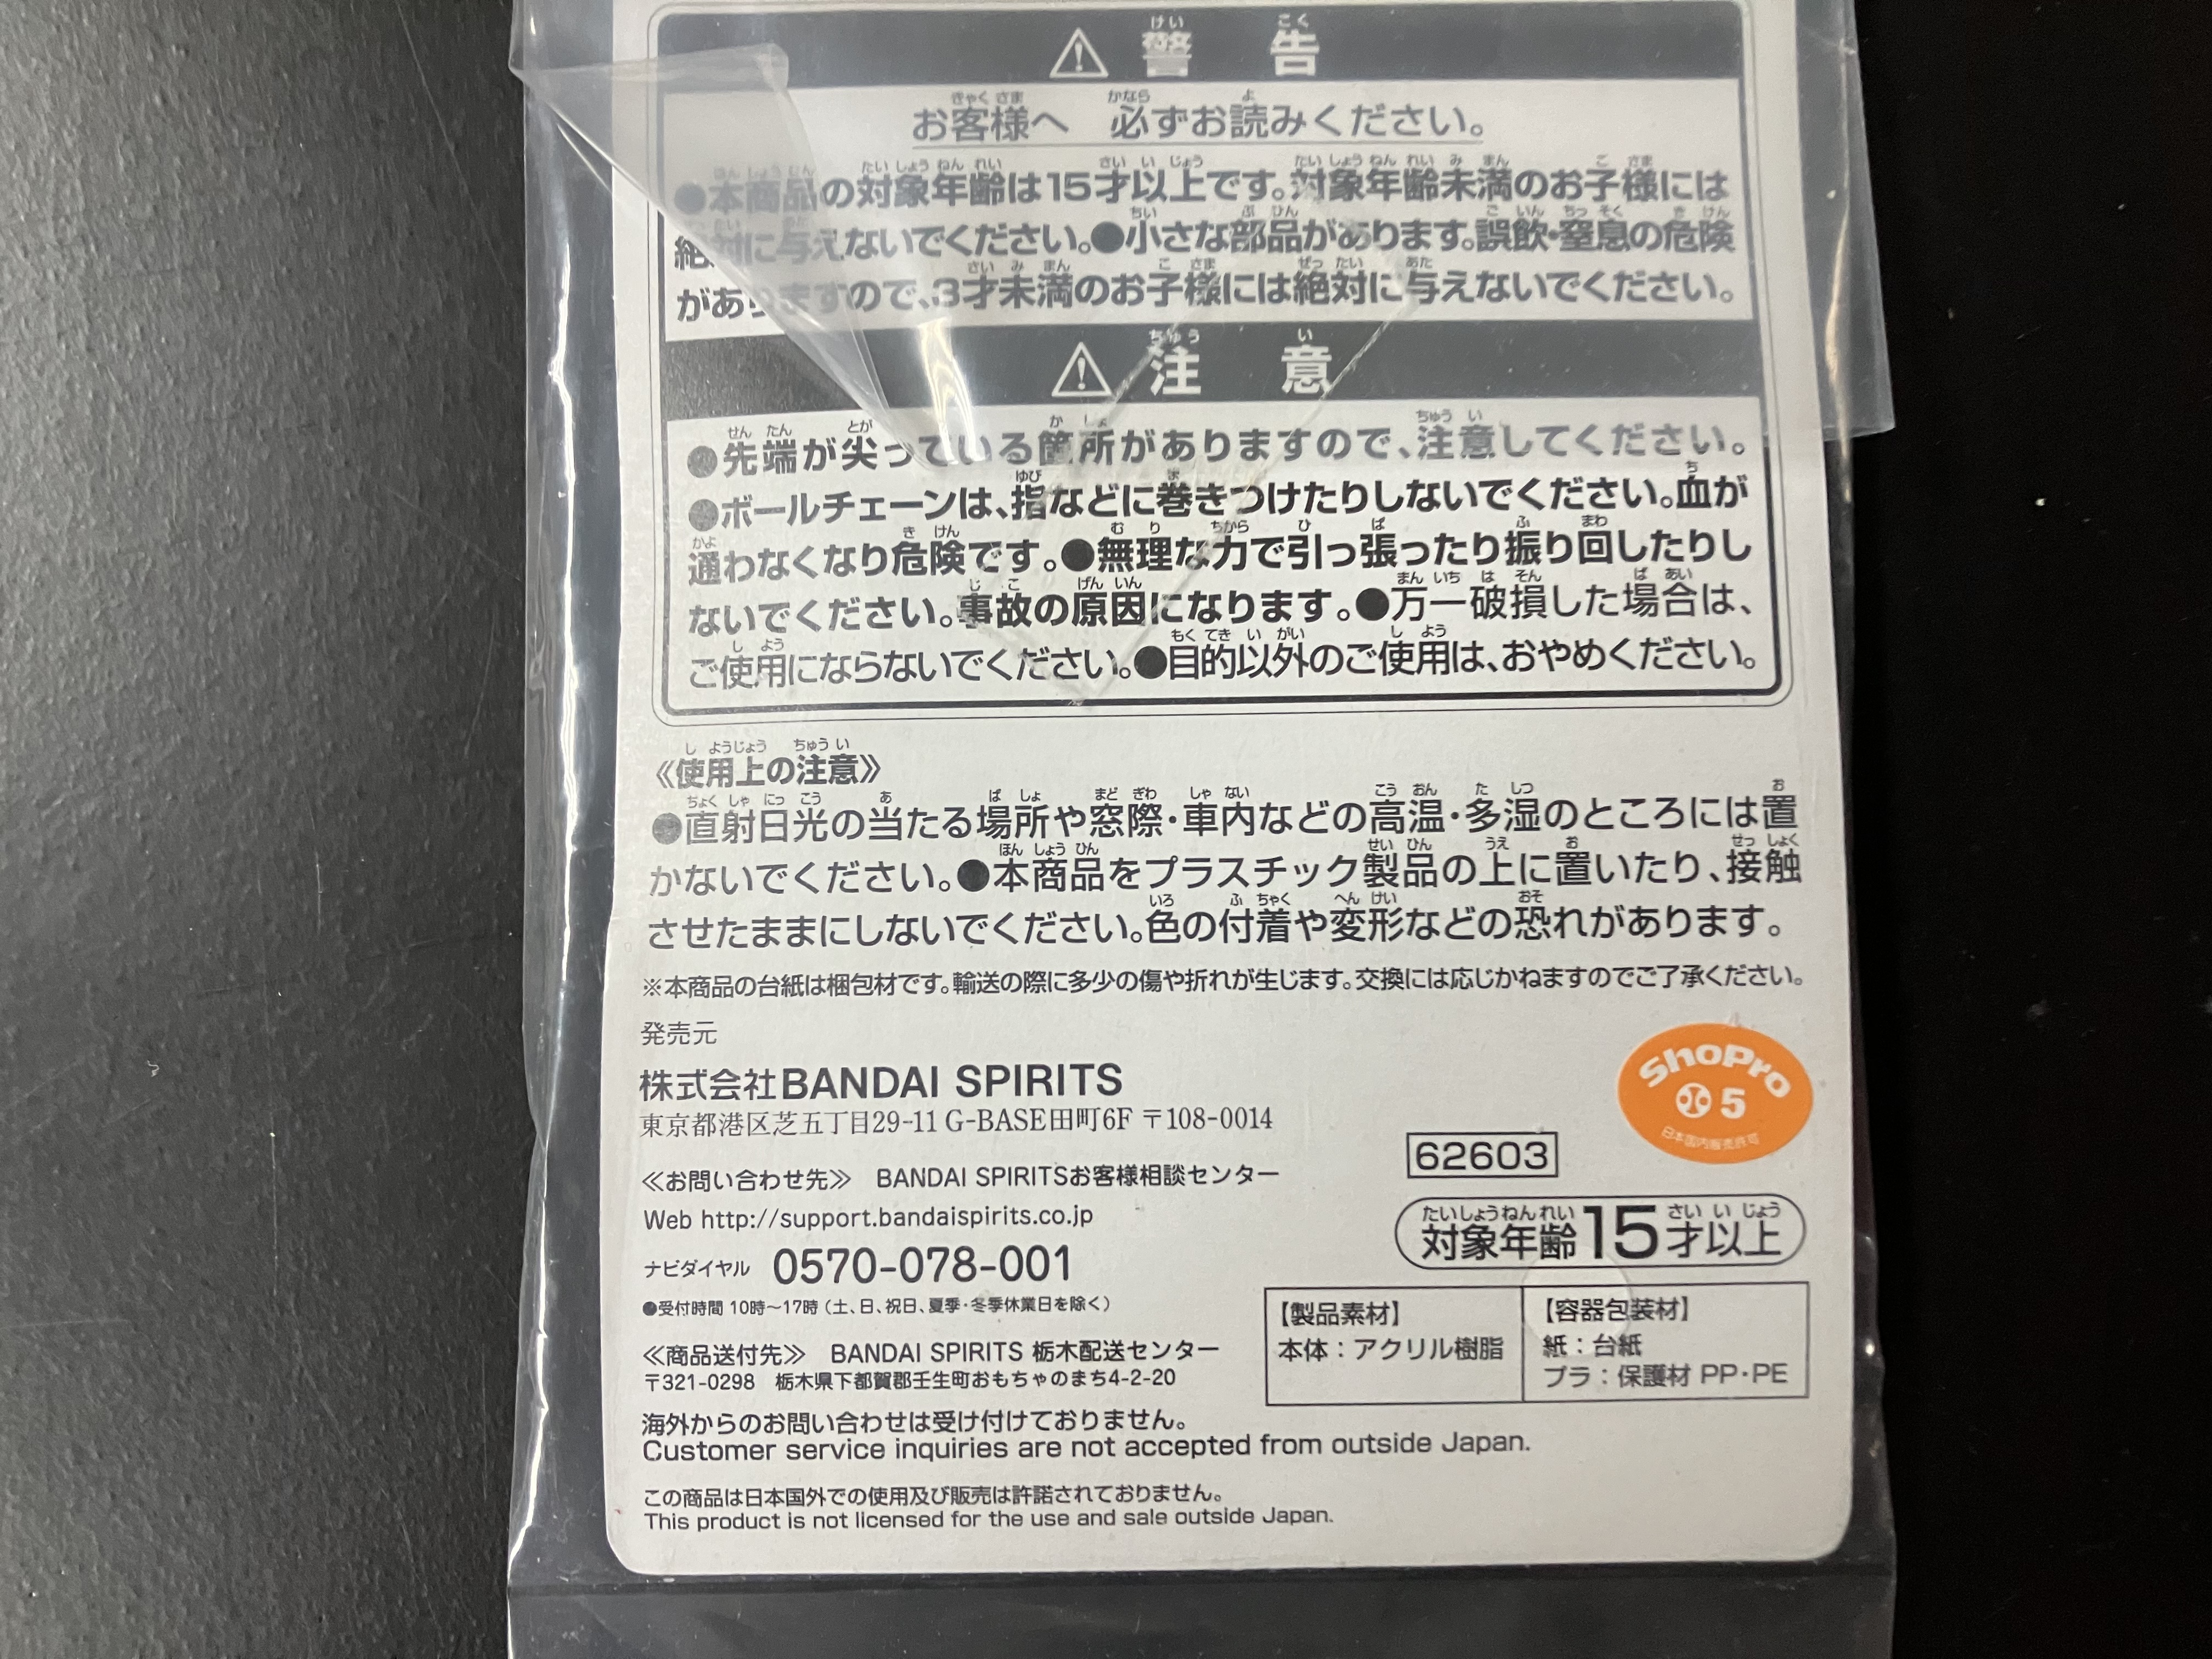 ⚠ 警告
お客様へ 必ずお読みください。
●本商品の対象年齢は15才以上です。対象年齢未満のお子様には
絶対に与えないでください。●小さな部品があります。誤飲・窒息の危険
がありますので、3才未満のお子様には絶対に与えないでください。
⚠ 注意
●先端が尖っている箇所がありますので、注意してください。
●ボールチェーンは、指などに巻きつけたりしないでください。血が
通わなくなり危険です。●無理な力で引っ張ったり振り回したりし
ないでください。事故の原因になります。●万一破損した場合は、
ご使用にならないでください。●目的以外のご使用は、おやめください。
《使用上の注意》
●直射日光の当たる場所や窓際・車内などの高温・多湿のところには置
かないでください。●本商品をプラスチック製品の上に置いたり、接触
させたままにしないでください。色の付着や変形などの恐れがあります。
※本商品の台紙は梱包材です。輸送の際に多少の傷や折れが生じます。交換には応じかねますのでご了承ください。
発売元
株式会社BANDAI SPIRITS
東京都港区芝五丁目29-11 G-BASE田町6F 〒108-0014
ShoPro
5
日本国内販売許可
62603
≪お問い合わせ先≫ BANDAI SPIRITSお客様相談センター
Web http://support.bandaispirits.co.jp
ナビダイヤル 0570-078-001
●受付時間 10時〜17時（土、日、祝日、夏季・冬季休業日を除く）
対象年齢15才以上
≪商品送付先≫ BANDAI SPIRITS 栃木配送センター
〒321-0298 栃木県下都賀郡壬生町おもちゃのまち4-2-20
【製品素材】
本体：アクリル樹脂
【容器包装材】
紙：台紙
プラ：保護材 PP・PE
海外からのお問い合わせは受け付けておりません。
Customer service inquiries are not accepted from outside Japan.
この商品は日本国外での使用及び販売は許諾されておりません。
This product is not licensed for the use and sale outside Japan.